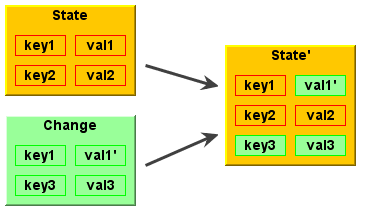 State
key1 val1
key2 val2
Change
key1 val1'
key3 val3
State'
key1 val1'
key2 val2
key3 val3